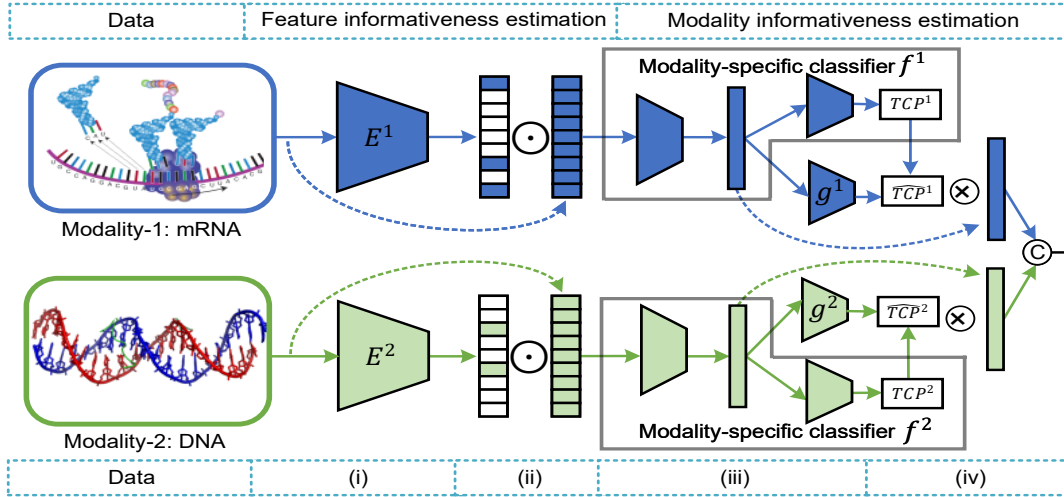 Data
Feature informativeness estimation
Modality informativeness estimation
Modality-specific classifier f¹
E¹
TCP¹
g¹
T̂CP¹
Modality-1: mRNA
C
E²
g²
T̂CP²
TCP²
Modality-specific classifier f²
Modality-2: DNA
Data
(i)
(ii)
(iii)
(iv)